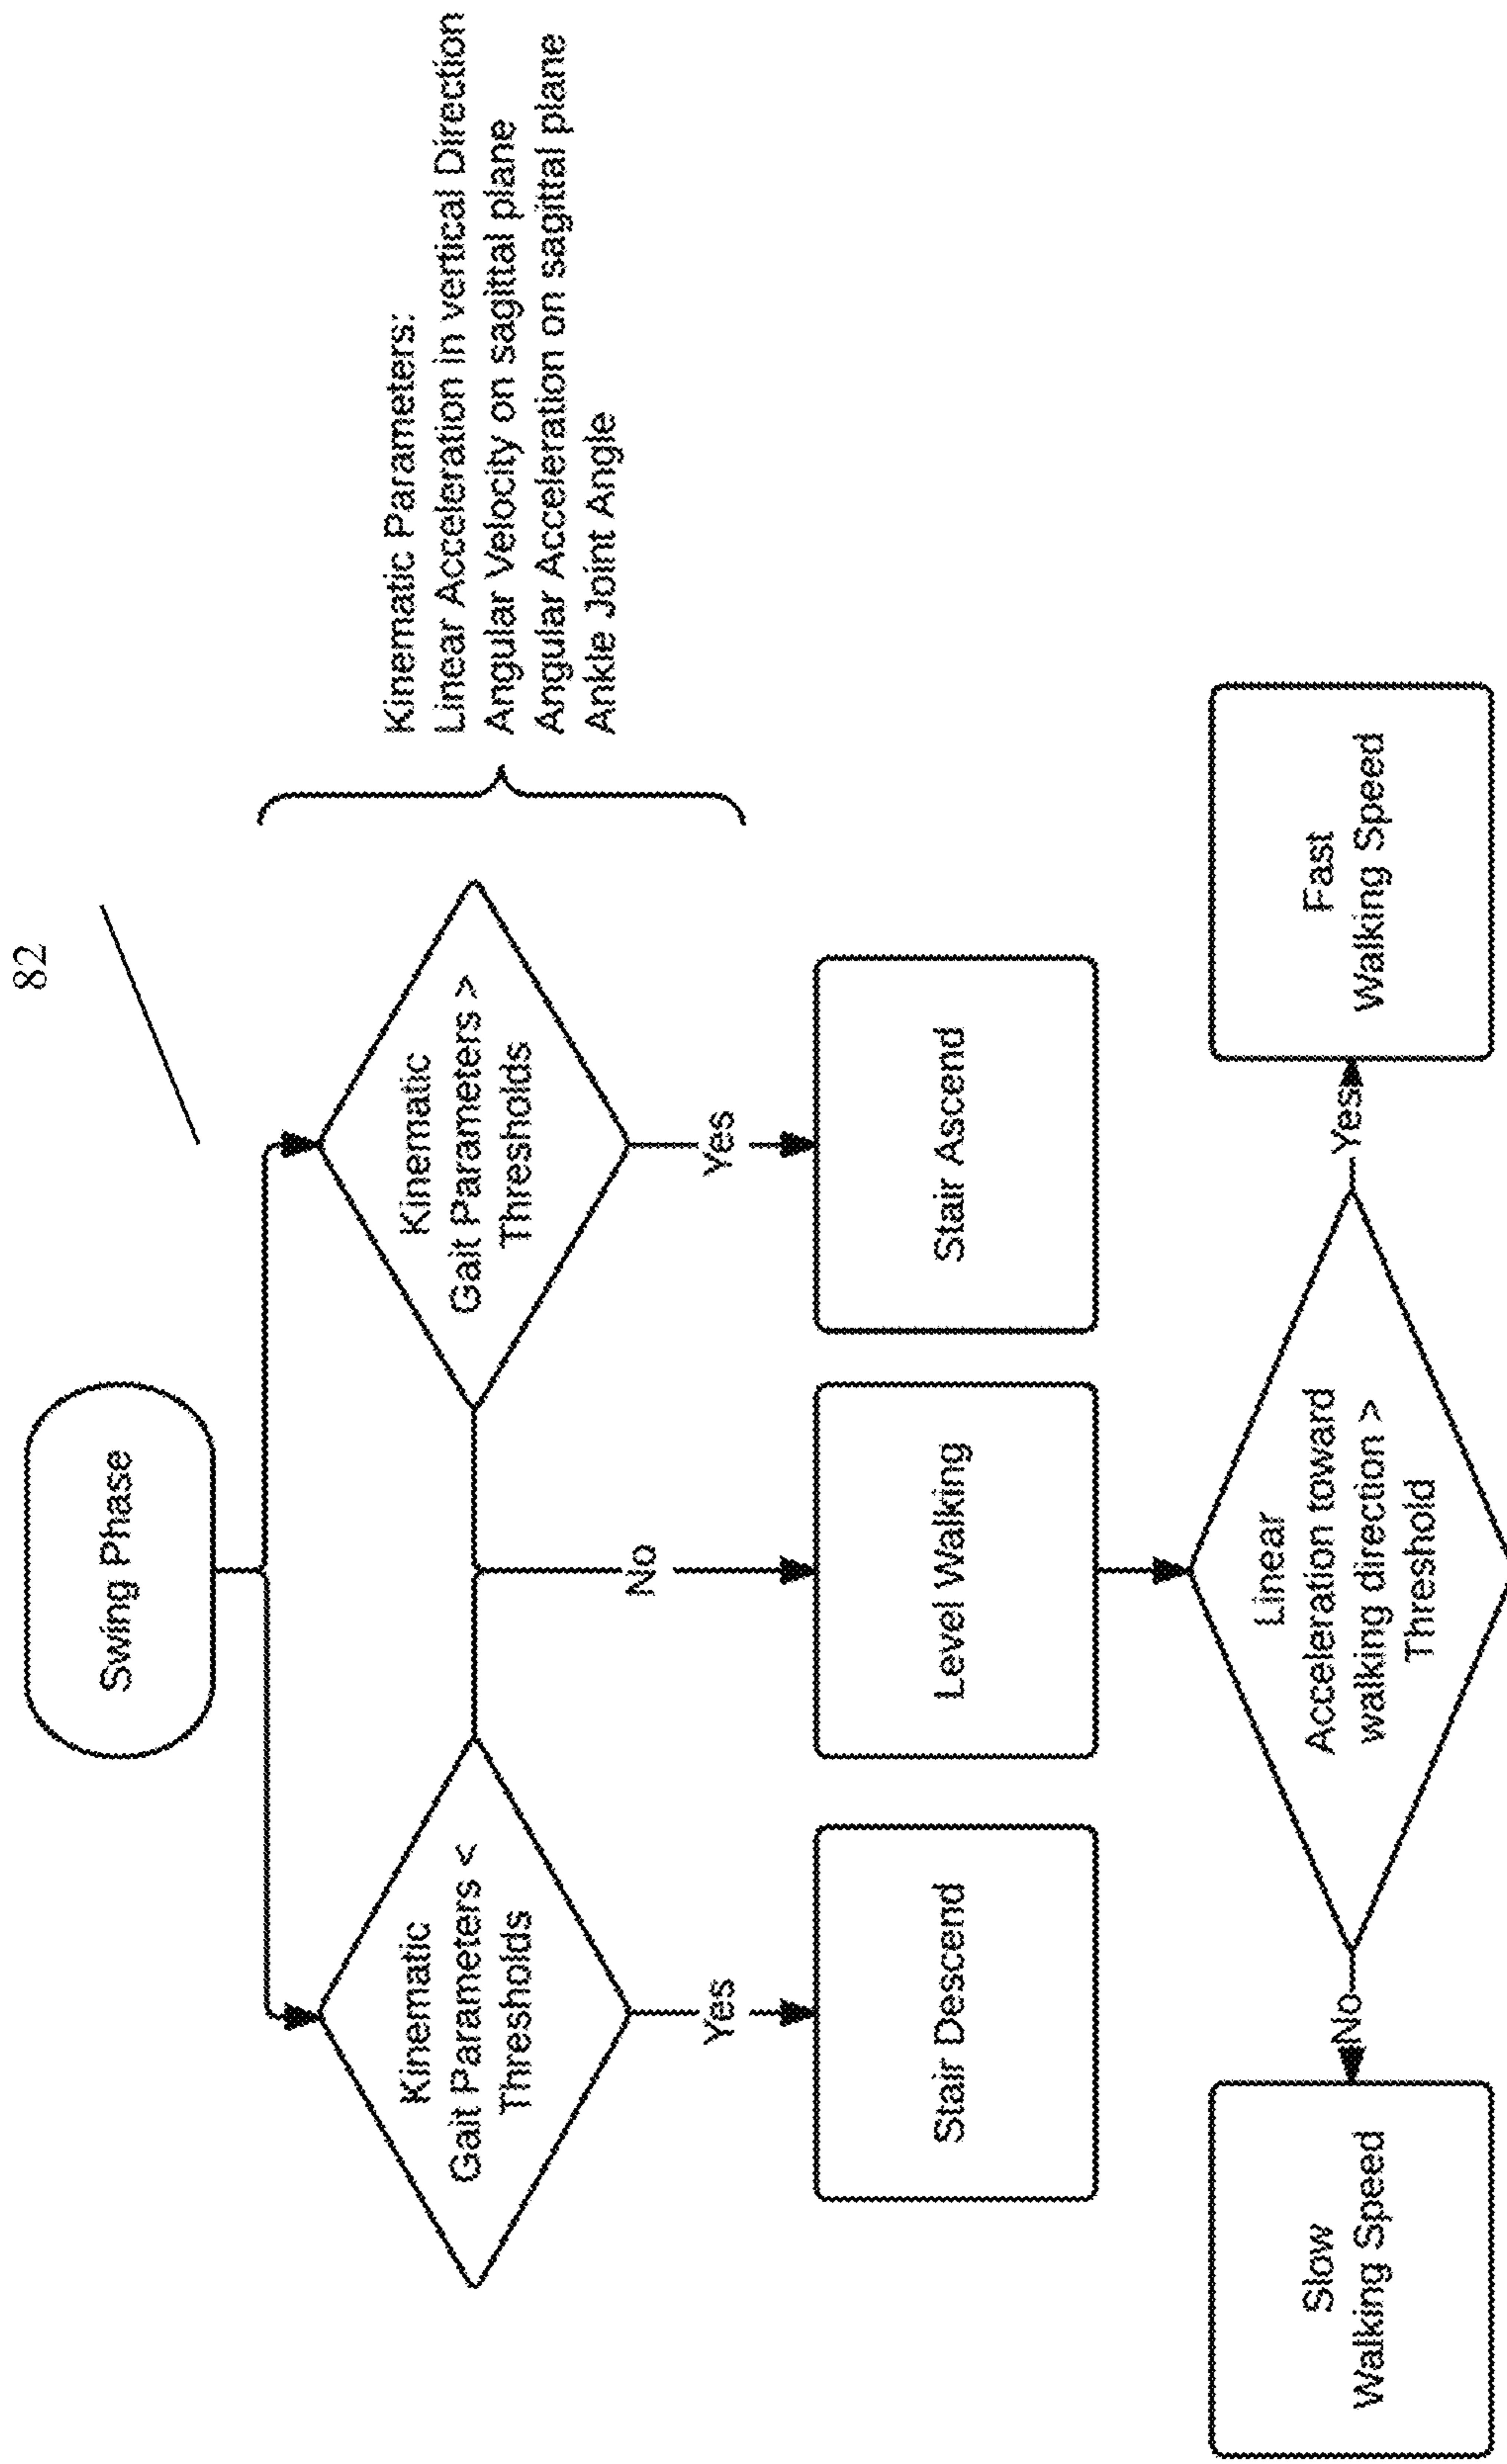 82
Swing Phase
Kinematic
Gait Parameters <
Thresholds
Kinematic
Gait Parameters >
Thresholds
Kinematic Parameters:
Linear Acceleration in vertical Direction
Angular Velocity on sagittal plane
Angular Acceleration on sagittal plane
Ankle Joint Angle
Yes
No
Yes
Stair Descend
Level Walking
Stair Ascend
Slow
Walking Speed
No
Linear
Acceleration toward
walking direction >
Threshold
Yes
Fast
Walking Speed